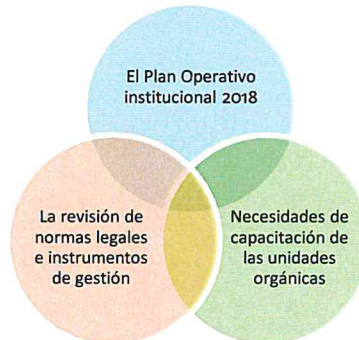 El Plan Operativo
institucional 2018
La revisión de
normas legales
e instrumentos
de gestión
Necesidades de
capacitación de
las unidades
orgánicas